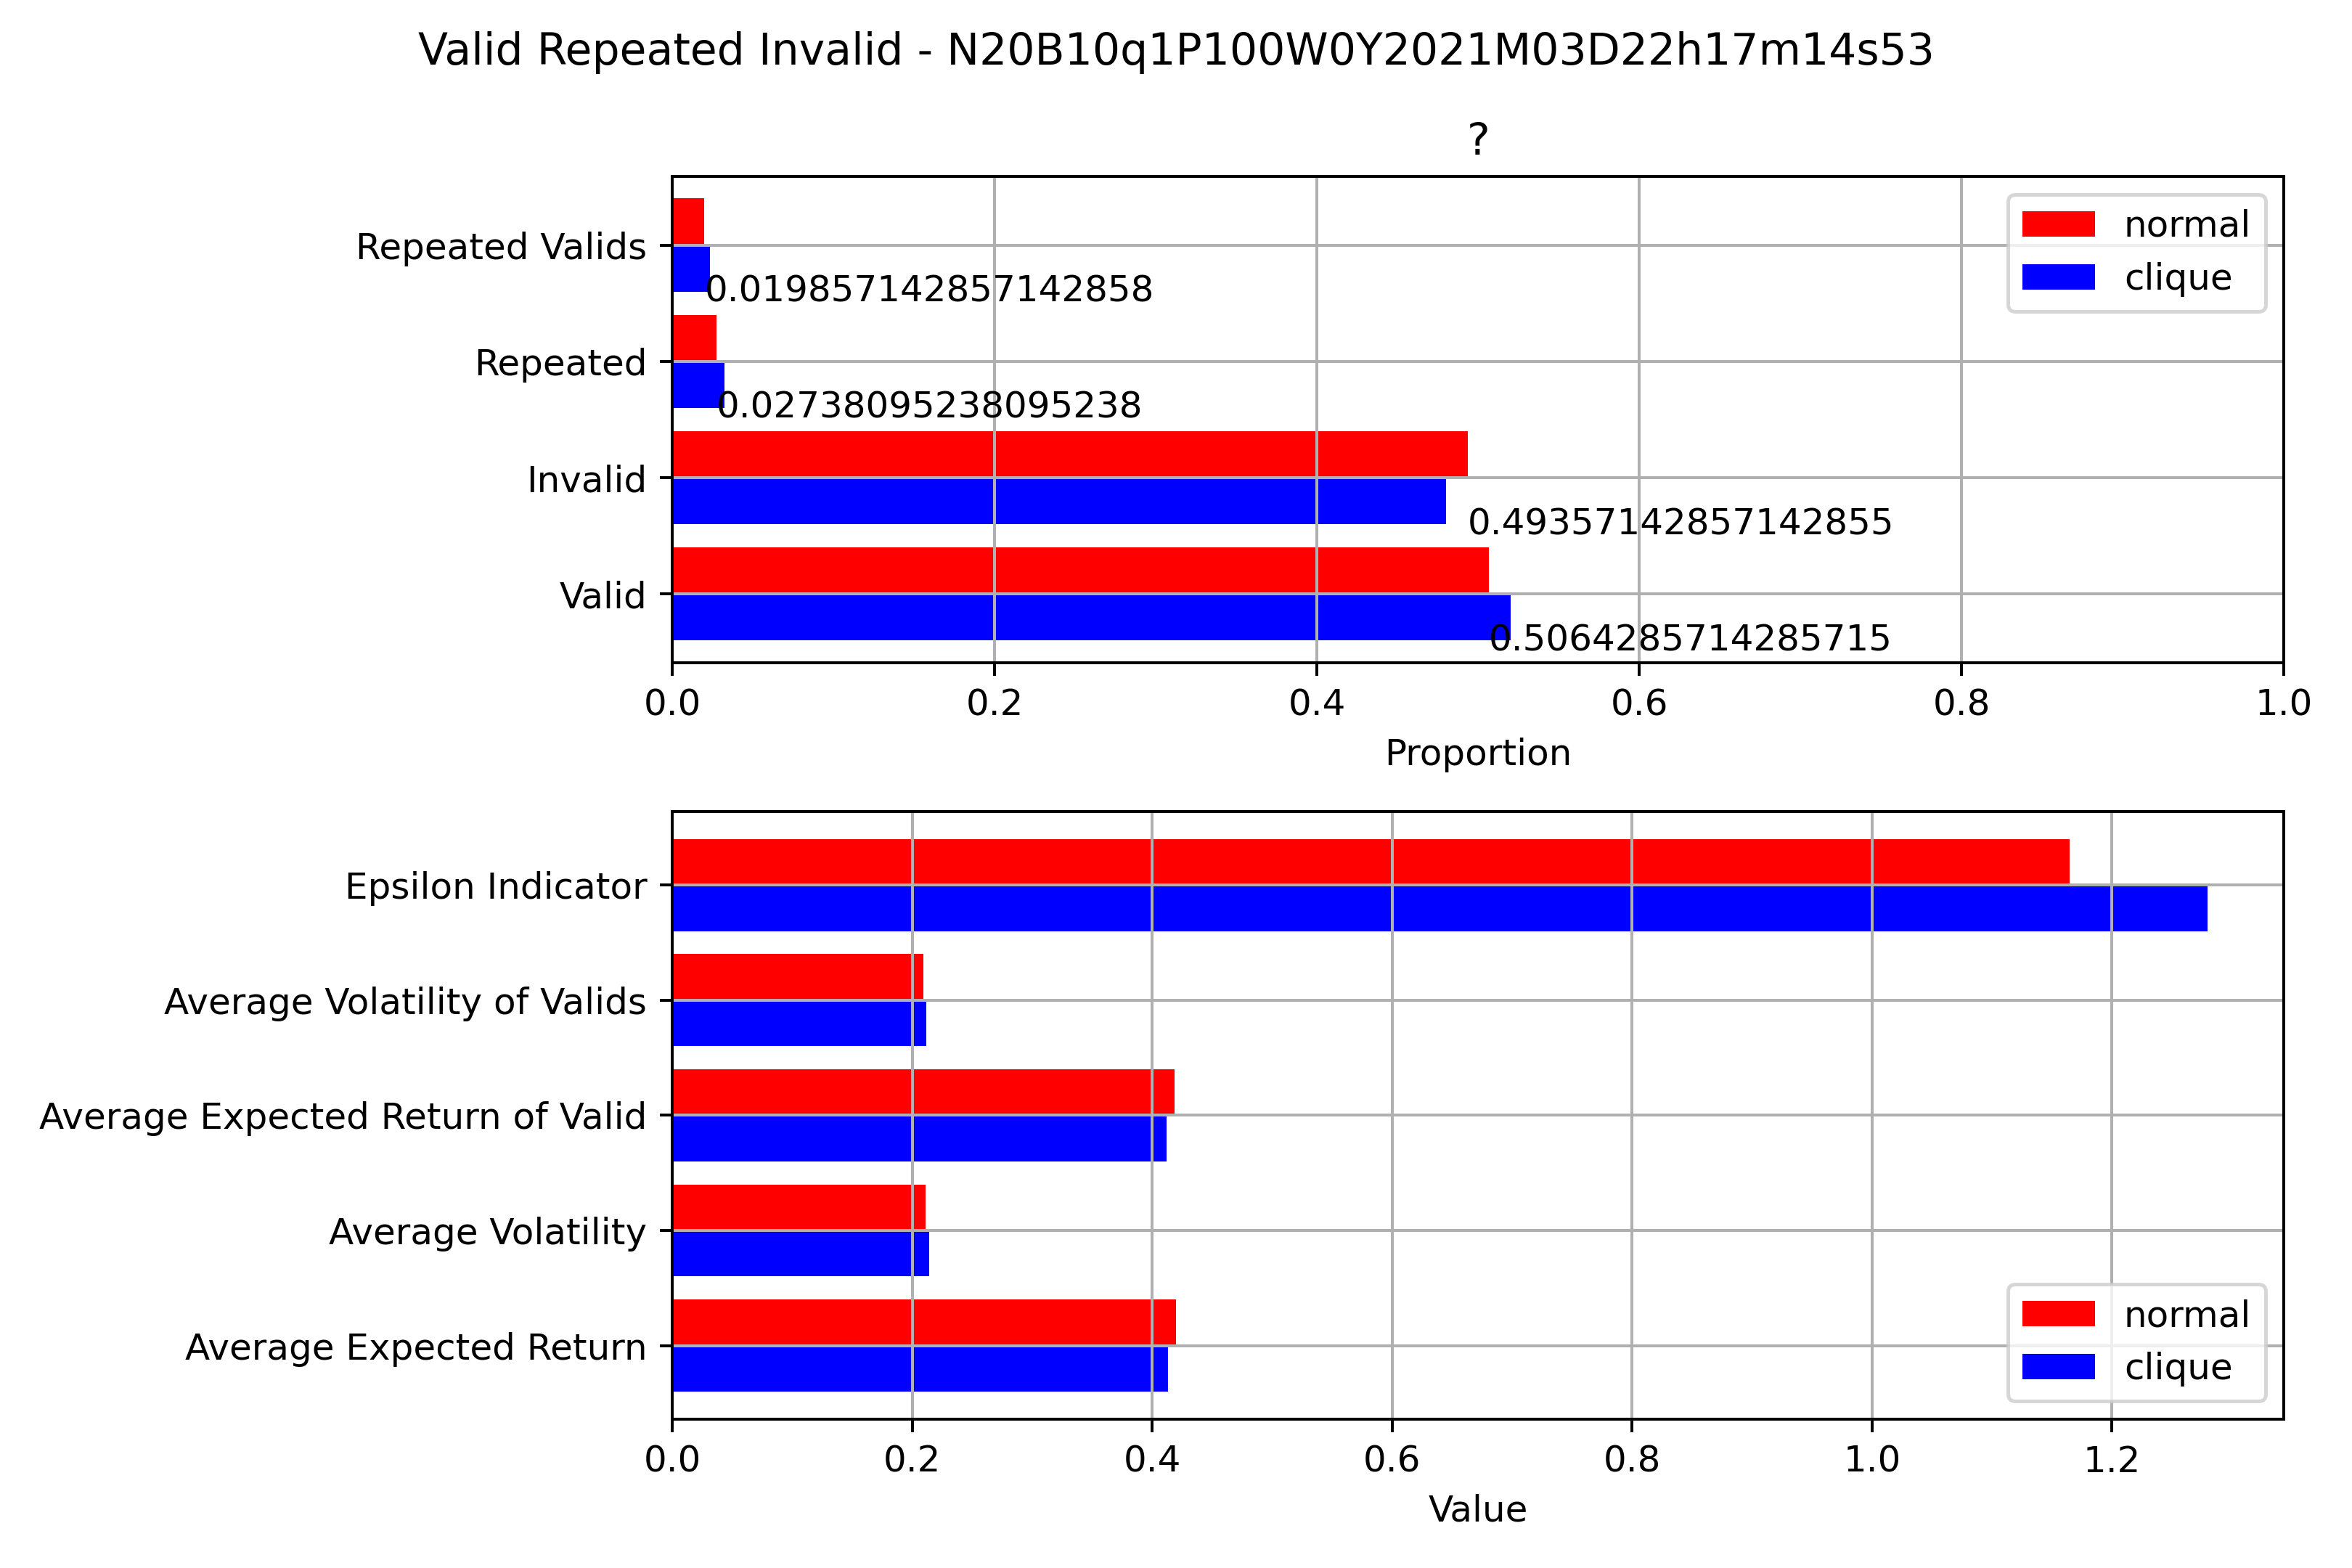 Valid Repeated Invalid - N20B10q1P100W0Y2021M03D22h17m14s53
?
normal
clique
Repeated Valids
0.019857142857142858
Repeated
0.02738095238095238
Invalid
0.49357142857142855
Valid
0.5064285714285715
0.0 0.2 0.4 0.6 0.8 1.0
Proportion
Epsilon Indicator
Average Volatility of Valids
Average Expected Return of Valid
Average Volatility
Average Expected Return
normal
clique
0.0 0.2 0.4 0.6 0.8 1.0 1.2
Value